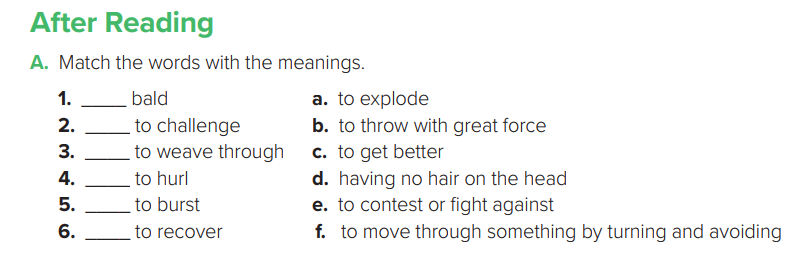 After Reading
A. Match the words with the meanings.
1. _____ bald a. to explode
2. _____ to challenge b. to throw with great force
3. _____ to weave through c. to get better
4. _____ to hurl d. having no hair on the head
5. _____ to burst e. to contest or fight against
6. _____ to recover f. to move through something by turning and avoiding